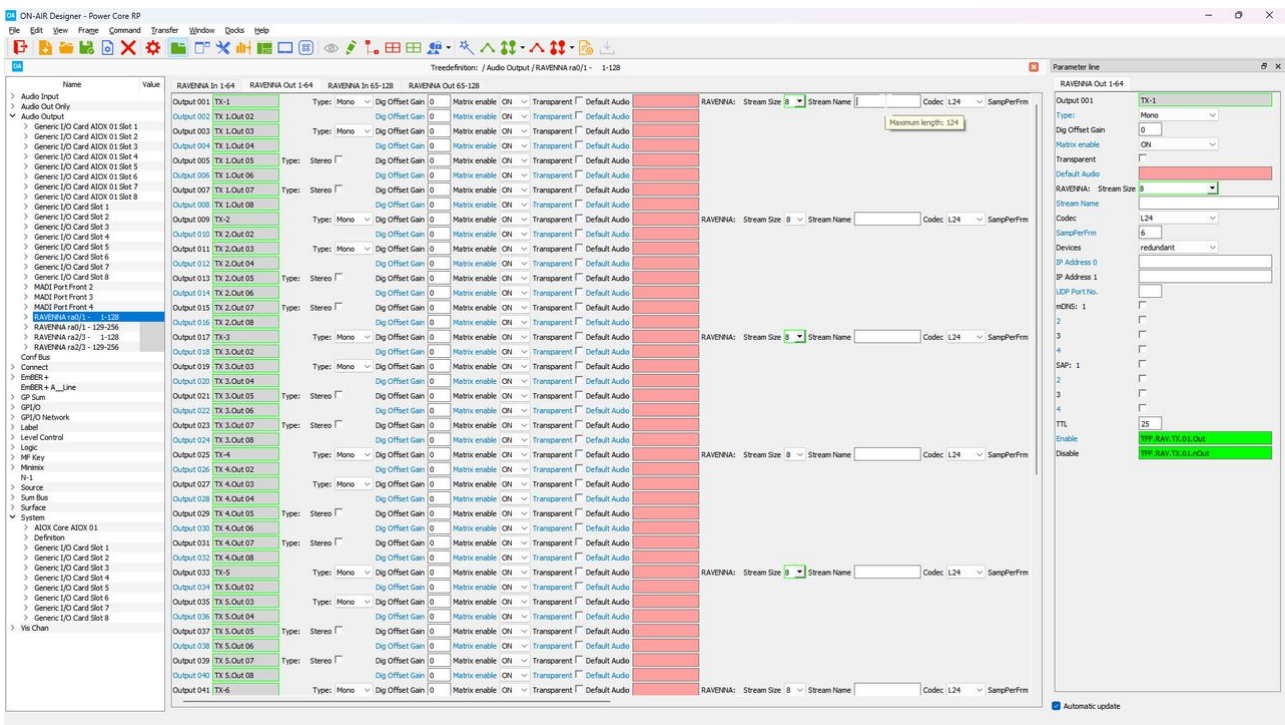 OA ON-AIR Designer - Power Core RP
File Edit View Frame Command Transfer Window Docks Help
OA Treedefinition: / Audio Output / RAVENNA ra0/1 - 1-128
Name Value
Audio Input
Audio Out Only
Audio Output
Generic I/O Card AIOX 01 Slot 1
Generic I/O Card AIOX 01 Slot 2
Generic I/O Card AIOX 01 Slot 3
Generic I/O Card AIOX 01 Slot 4
Generic I/O Card AIOX 01 Slot 5
Generic I/O Card AIOX 01 Slot 6
Generic I/O Card AIOX 01 Slot 7
Generic I/O Card AIOX 01 Slot 8
Generic I/O Card Slot 1
Generic I/O Card Slot 2
Generic I/O Card Slot 3
Generic I/O Card Slot 4
Generic I/O Card Slot 5
Generic I/O Card Slot 6
Generic I/O Card Slot 7
Generic I/O Card Slot 8
MADI Port Front 2
MADI Port Front 3
MADI Port Front 4
RAVENNA ra0/1 - 1-128
RAVENNA ra0/1 - 129-256
RAVENNA ra2/3 - 1-128
RAVENNA ra2/3 - 129-256
Conf Bus
Connect
EmBER+
EmBER+ A__Line
GP Sum
GPI/O
GPI/O Network
Label
Level Control
Logic
MF Key
Minimix
N-1
Source
Sum Bus
Surface
System
AIOX Core AIOX 01
Definition
Generic I/O Card Slot 1
Generic I/O Card Slot 2
Generic I/O Card Slot 3
Generic I/O Card Slot 4
Generic I/O Card Slot 5
Generic I/O Card Slot 6
Generic I/O Card Slot 7
Generic I/O Card Slot 8
Vis Chan
RAVENNA In 1-64 RAVENNA Out 1-64 RAVENNA In 65-128 RAVENNA Out 65-128
Output 001 TX-1 Type: Mono Dig Offset Gain 0 Matrix enable ON Transparent Default Audio RAVENNA: Stream Size 8 Stream Name Codec L24 SampPerFrm
Maximum length: 124
Output 002 TX 1.Out 02 Dig Offset Gain 0 Matrix enable ON Transparent Default Audio
Output 003 TX 1.Out 03 Type: Mono Dig Offset Gain 0 Matrix enable ON Transparent Default Audio
Output 004 TX 1.Out 04 Dig Offset Gain 0 Matrix enable ON Transparent Default Audio
Output 005 TX 1.Out 05 Type: Stereo Dig Offset Gain 0 Matrix enable ON Transparent Default Audio
Output 006 TX 1.Out 06 Dig Offset Gain 0 Matrix enable ON Transparent Default Audio
Output 007 TX 1.Out 07 Type: Stereo Dig Offset Gain 0 Matrix enable ON Transparent Default Audio
Output 008 TX 1.Out 08 Dig Offset Gain 0 Matrix enable ON Transparent Default Audio
Output 009 TX-2 Type: Mono Dig Offset Gain 0 Matrix enable ON Transparent Default Audio RAVENNA: Stream Size 8 Stream Name Codec L24 SampPerFrm
Output 010 TX 2.Out 02 Dig Offset Gain 0 Matrix enable ON Transparent Default Audio
Output 011 TX 2.Out 03 Type: Mono Dig Offset Gain 0 Matrix enable ON Transparent Default Audio
Output 012 TX 2.Out 04 Dig Offset Gain 0 Matrix enable ON Transparent Default Audio
Output 013 TX 2.Out 05 Type: Stereo Dig Offset Gain 0 Matrix enable ON Transparent Default Audio
Output 014 TX 2.Out 06 Dig Offset Gain 0 Matrix enable ON Transparent Default Audio
Output 015 TX 2.Out 07 Type: Stereo Dig Offset Gain 0 Matrix enable ON Transparent Default Audio
Output 016 TX 2.Out 08 Dig Offset Gain 0 Matrix enable ON Transparent Default Audio
Output 017 TX-3 Type: Mono Dig Offset Gain 0 Matrix enable ON Transparent Default Audio RAVENNA: Stream Size 8 Stream Name Codec L24 SampPerFrm
Output 018 TX 3.Out 02 Dig Offset Gain 0 Matrix enable ON Transparent Default Audio
Output 019 TX 3.Out 03 Type: Mono Dig Offset Gain 0 Matrix enable ON Transparent Default Audio
Output 020 TX 3.Out 04 Dig Offset Gain 0 Matrix enable ON Transparent Default Audio
Output 021 TX 3.Out 05 Type: Stereo Dig Offset Gain 0 Matrix enable ON Transparent Default Audio
Output 022 TX 3.Out 06 Dig Offset Gain 0 Matrix enable ON Transparent Default Audio
Output 023 TX 3.Out 07 Type: Stereo Dig Offset Gain 0 Matrix enable ON Transparent Default Audio
Output 024 TX 3.Out 08 Dig Offset Gain 0 Matrix enable ON Transparent Default Audio
Output 025 TX-4 Type: Mono Dig Offset Gain 0 Matrix enable ON Transparent Default Audio RAVENNA: Stream Size 8 Stream Name Codec L24 SampPerFrm
Output 026 TX 4.Out 02 Dig Offset Gain 0 Matrix enable ON Transparent Default Audio
Output 027 TX 4.Out 03 Type: Mono Dig Offset Gain 0 Matrix enable ON Transparent Default Audio
Output 028 TX 4.Out 04 Dig Offset Gain 0 Matrix enable ON Transparent Default Audio
Output 029 TX 4.Out 05 Type: Stereo Dig Offset Gain 0 Matrix enable ON Transparent Default Audio
Output 030 TX 4.Out 06 Dig Offset Gain 0 Matrix enable ON Transparent Default Audio
Output 031 TX 4.Out 07 Type: Stereo Dig Offset Gain 0 Matrix enable ON Transparent Default Audio
Output 032 TX 4.Out 08 Dig Offset Gain 0 Matrix enable ON Transparent Default Audio
Output 033 TX-5 Type: Mono Dig Offset Gain 0 Matrix enable ON Transparent Default Audio RAVENNA: Stream Size 8 Stream Name Codec L24 SampPerFrm
Output 034 TX 5.Out 02 Dig Offset Gain 0 Matrix enable ON Transparent Default Audio
Output 035 TX 5.Out 03 Type: Mono Dig Offset Gain 0 Matrix enable ON Transparent Default Audio
Output 036 TX 5.Out 04 Dig Offset Gain 0 Matrix enable ON Transparent Default Audio
Output 037 TX 5.Out 05 Type: Stereo Dig Offset Gain 0 Matrix enable ON Transparent Default Audio
Output 038 TX 5.Out 06 Dig Offset Gain 0 Matrix enable ON Transparent Default Audio
Output 039 TX 5.Out 07 Type: Stereo Dig Offset Gain 0 Matrix enable ON Transparent Default Audio
Output 040 TX 5.Out 08 Dig Offset Gain 0 Matrix enable ON Transparent Default Audio
Output 041 TX-6 Type: Mono Dig Offset Gain 0 Matrix enable ON Transparent Default Audio RAVENNA: Stream Size 8 Stream Name Codec L24 SampPerFrm
Parameter line
RAVENNA Out 1-64
Output 001 TX-1
Type: Mono
Dig Offset Gain 0
Matrix enable ON
Transparent
Default Audio
RAVENNA: Stream Size 8
Stream Name
Codec L24
SampPerFrm 6
Devices redundant
IP Address 0
IP Address 1
UDP Port No.
mDNS: 1
2
3
4
SAP: 1
2
3
4
TTL 25
Enable TFF.RAV.TX.01.Out
Disable TFF.RAV.TX.01.nOut
Automatic update